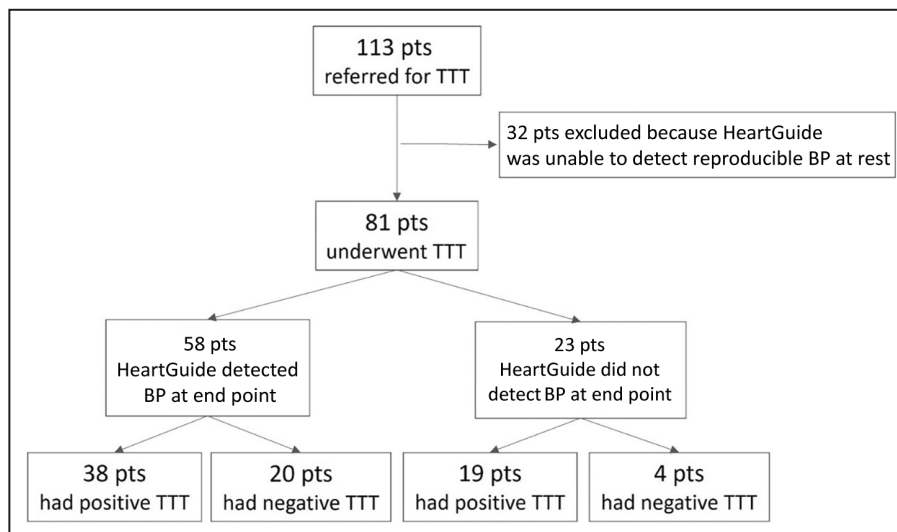 113 pts
referred for TTT
32 pts excluded because HeartGuide
was unable to detect reproducible BP at rest
81 pts
underwent TTT
58 pts
HeartGuide detected
BP at end point
23 pts
HeartGuide did not
detect BP at end point
38 pts
had positive TTT
20 pts
had negative TTT
19 pts
had positive TTT
4 pts
had negative TTT